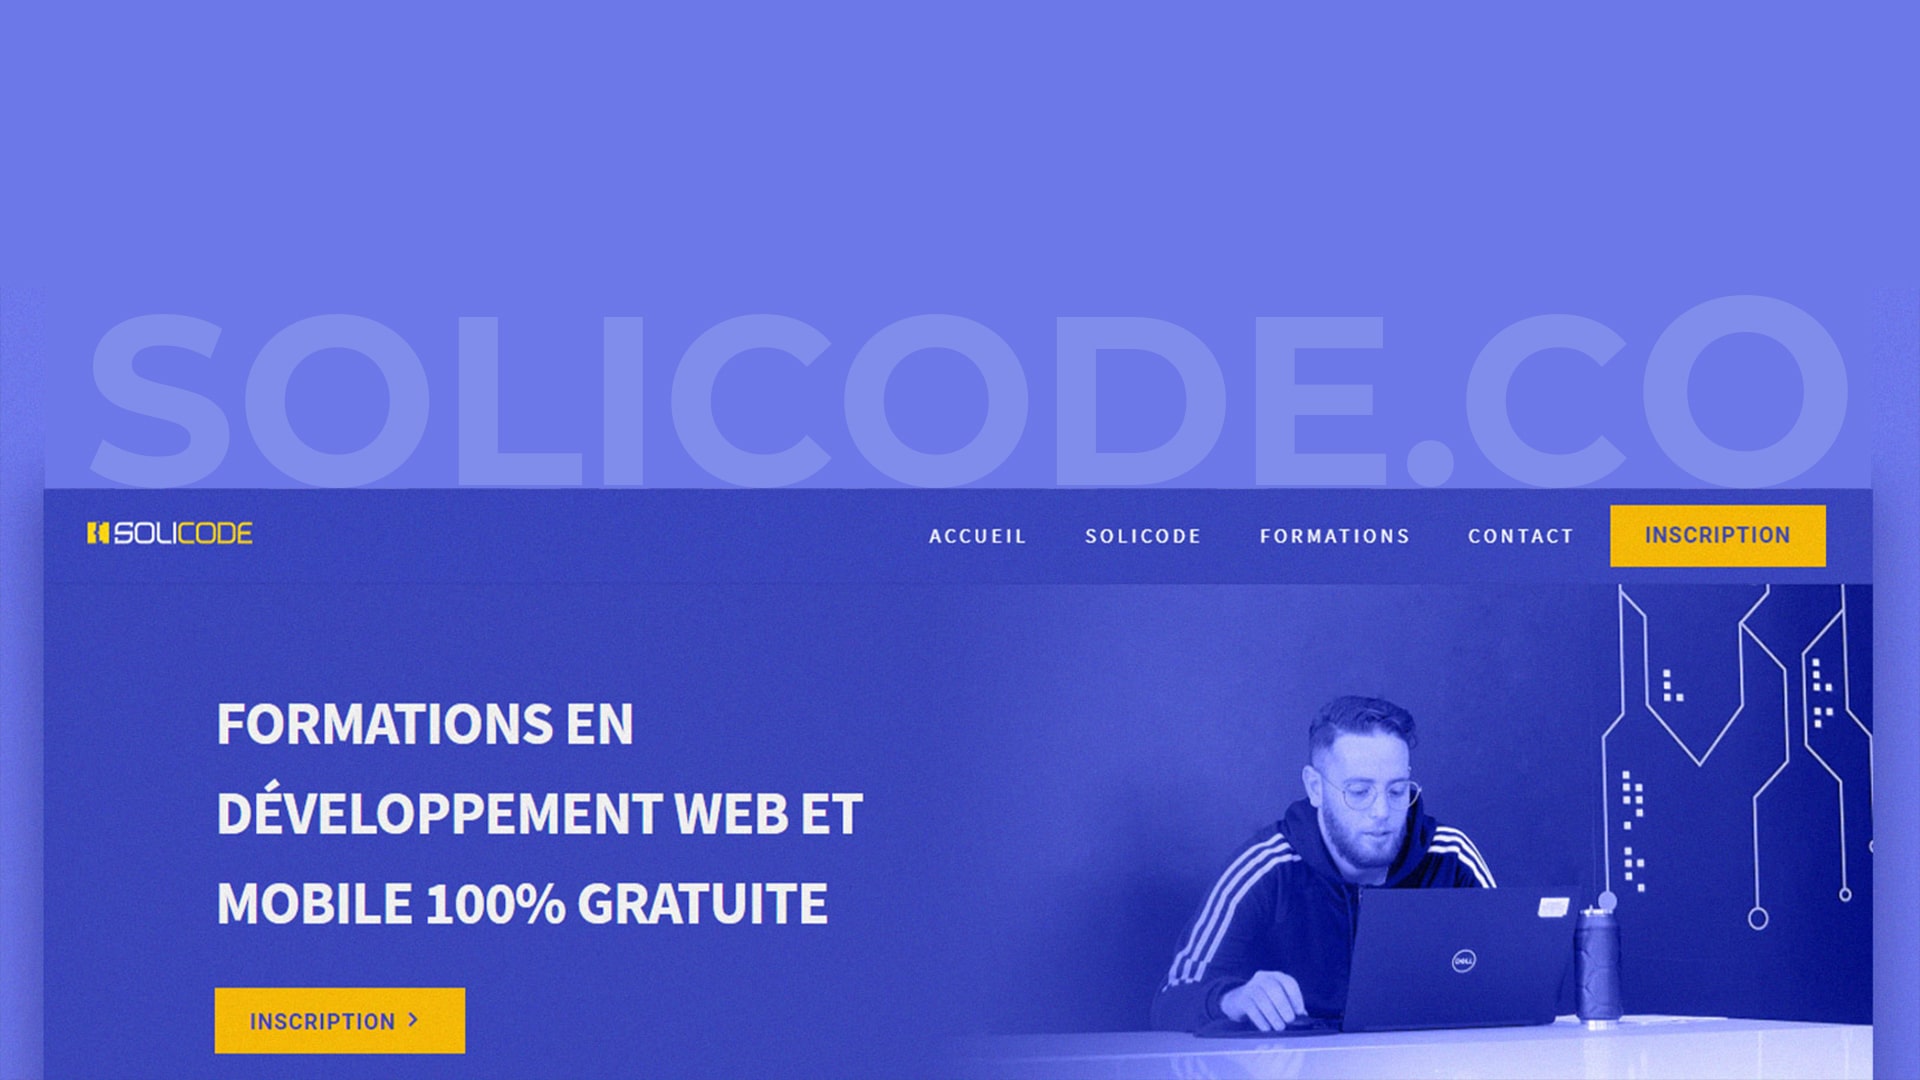 SOLICODE.CO
SOLICODE
ACCUEIL SOLICODE FORMATIONS CONTACT INSCRIPTION
FORMATIONS EN
DÉVELOPPEMENT WEB ET
MOBILE 100% GRATUITE
INSCRIPTION >
DELL